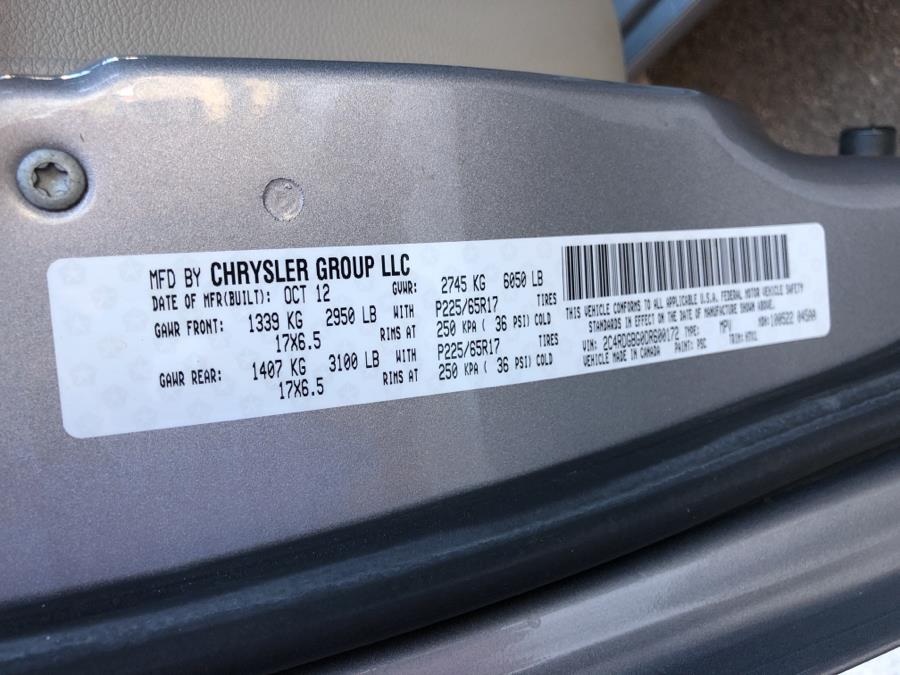 MFD BY CHRYSLER GROUP LLC
DATE OF MFR(BUILT): OCT 12 GVWR: 2745 KG 6050 LB
GAWR FRONT: 1339 KG 2950 LB WITH P225/65R17 TIRES
17X6.5 RIMS AT 250 KPA ( 36 PSI) COLD
GAWR REAR: 1407 KG 3100 LB WITH P225/65R17 TIRES
17X6.5 RIMS AT 250 KPA ( 36 PSI) COLD
THIS VEHICLE CONFORMS TO ALL APPLICABLE U.S.A. FEDERAL MOTOR VEHICLE SAFETY
STANDARDS IN EFFECT ON THE DATE OF MANUFACTURE SHOWN ABOVE.
VIN: TYPE: MPV MDH: 100522
MADE IN CANADA PAINT: PSC TRIM: